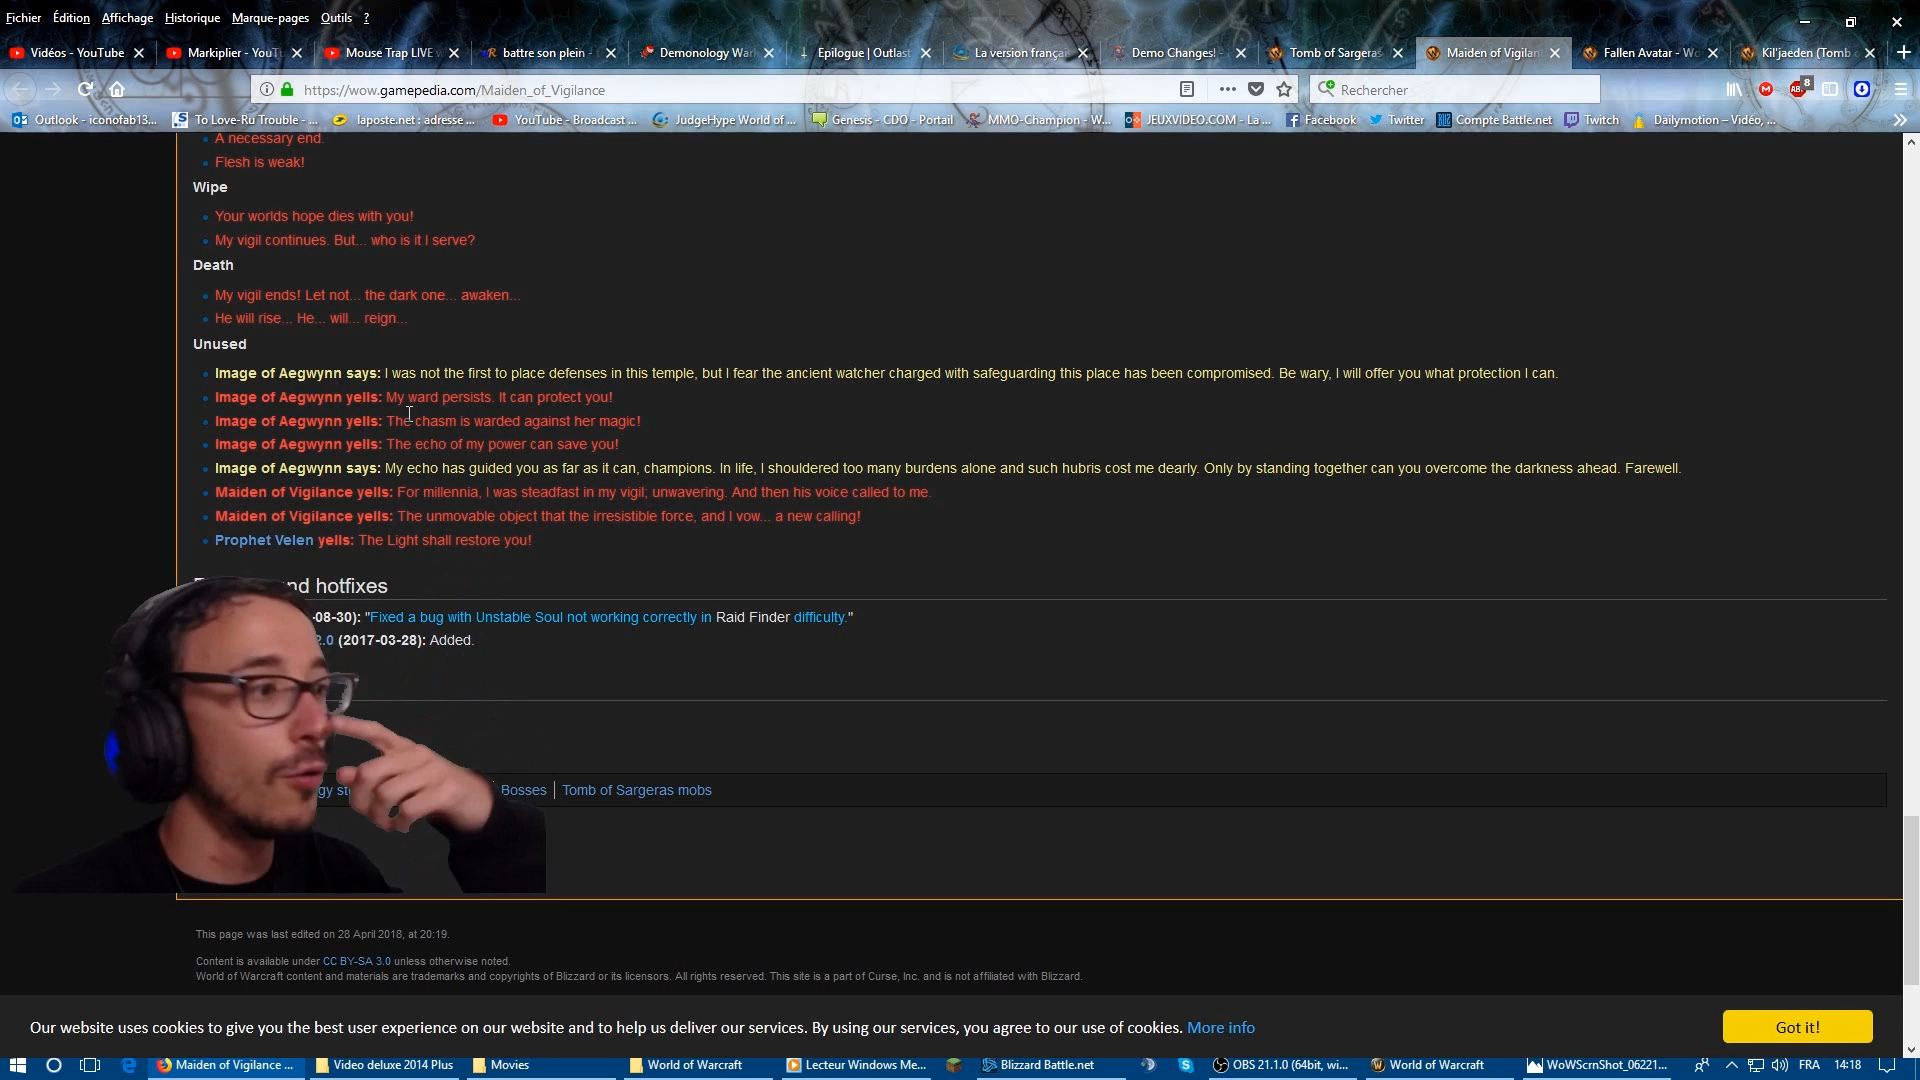 Fichier Édition Affichage Historique Marque-pages Outils ?
Vidéos - YouTube Markiplier - YouTu Mouse Trap LIVE battre son plein - Demonology War Epilogue | Outlast La version françai Demo Changes! - Tomb of Sargeras Maiden of Vigilan Fallen Avatar - Wo Kil'jaeden (Tomb
https://wow.gamepedia.com/Maiden_of_Vigilance Rechercher 8
Outlook - iconofab13... To Love-Ru Trouble - ... laposte.net : adresse ... YouTube - Broadcast ... JudgeHype World of ... Genesis - CDO - Portail MMO-Champion - W... JEUXVIDEO.COM - La ... Facebook Twitter Compte Battle.net Twitch Dailymotion – Vidéo, ...
A necessary end.
Flesh is weak!
Wipe
Your worlds hope dies with you!
My vigil continues. But... who is it I serve?
Death
My vigil ends! Let not... the dark one... awaken...
He will rise... He... will... reign...
Unused
Image of Aegwynn says: I was not the first to place defenses in this temple, but I fear the ancient watcher charged with safeguarding this place has been compromised. Be wary, I will offer you what protection I can.
Image of Aegwynn yells: My ward persists. It can protect you!
Image of Aegwynn yells: The chasm is warded against her magic!
Image of Aegwynn yells: The echo of my power can save you!
Image of Aegwynn says: My echo has guided you as far as it can, champions. In life, I shouldered too many burdens alone and such hubris cost me dearly. Only by standing together can you overcome the darkness ahead. Farewell.
Maiden of Vigilance yells: For millennia, I was steadfast in my vigil; unwavering. And then his voice called to me.
Maiden of Vigilance yells: The unmovable object that the irresistible force, and I vow... a new calling!
Prophet Velen yells: The Light shall restore you!
nd hotfixes
-08-30): "Fixed a bug with Unstable Soul not working correctly in Raid Finder difficulty."
2.0 (2017-03-28): Added.
gy st Bosses Tomb of Sargeras mobs
This page was last edited on 28 April 2018, at 20:19.
Content is available under CC BY-SA 3.0 unless otherwise noted.
World of Warcraft content and materials are trademarks and copyrights of Blizzard or its licensors. All rights reserved. This site is a part of Curse, Inc. and is not affiliated with Blizzard.
Our website uses cookies to give you the best user experience on our website and to help us deliver our services. By using our services, you agree to our use of cookies. More info Got it!
Maiden of Vigilance ... Video deluxe 2014 Plus Movies World of Warcraft Lecteur Windows Me... Blizzard Battle.net OBS 21.1.0 (64bit, wi... World of Warcraft WoWScrnShot_06221... FRA 14:18